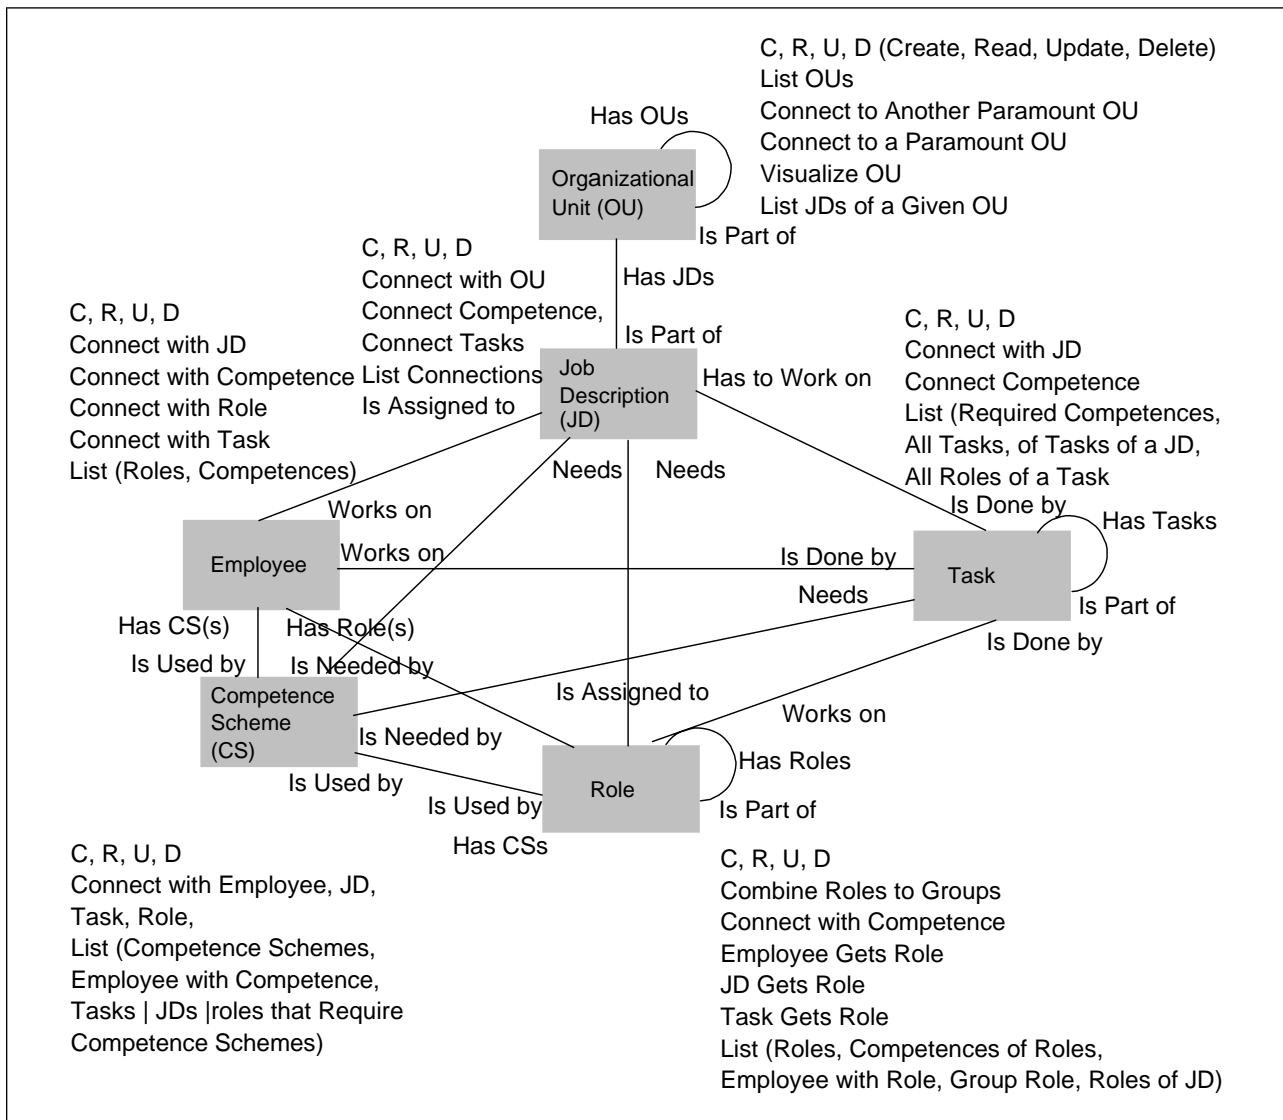 C, R, U, D (Create, Read, Update, Delete)
List OUs
Connect to Another Paramount OU
Connect to a Paramount OU
Visualize OU
List JDs of a Given OU
Has OUs
Organizational
Unit (OU)
Is Part of
Has JDs
Is Part of
C, R, U, D
Connect with OU
Connect Competence,
Connect Tasks
List Connections
Is Assigned to
Job
Description
(JD)
Has to Work on
Needs
Needs
C, R, U, D
Connect with JD
Connect with Competence
Connect with Role
Connect with Task
List (Roles, Competences)
C, R, U, D
Connect with JD
Connect Competence
List (Required Competences,
All Tasks, of Tasks of a JD,
All Roles of a Task
Is Done by
Has Tasks
Works on
Employee
Works on
Is Done by
Task
Needs
Is Part of
Has CS(s)
Has Role(s)
Is Done by
Is Used by
Is Needed by
Competence
Scheme
(CS)
Is Assigned to
Is Needed by
Works on
Is Used by
Has Roles
Role
Is Used by
Is Part of
Has CSs
C, R, U, D
Connect with Employee, JD,
Task, Role,
List (Competence Schemes,
Employee with Competence,
Tasks | JDs |roles that Require
Competence Schemes)
C, R, U, D
Combine Roles to Groups
Connect with Competence
Employee Gets Role
JD Gets Role
Task Gets Role
List (Roles, Competences of Roles,
Employee with Role, Group Role, Roles of JD)